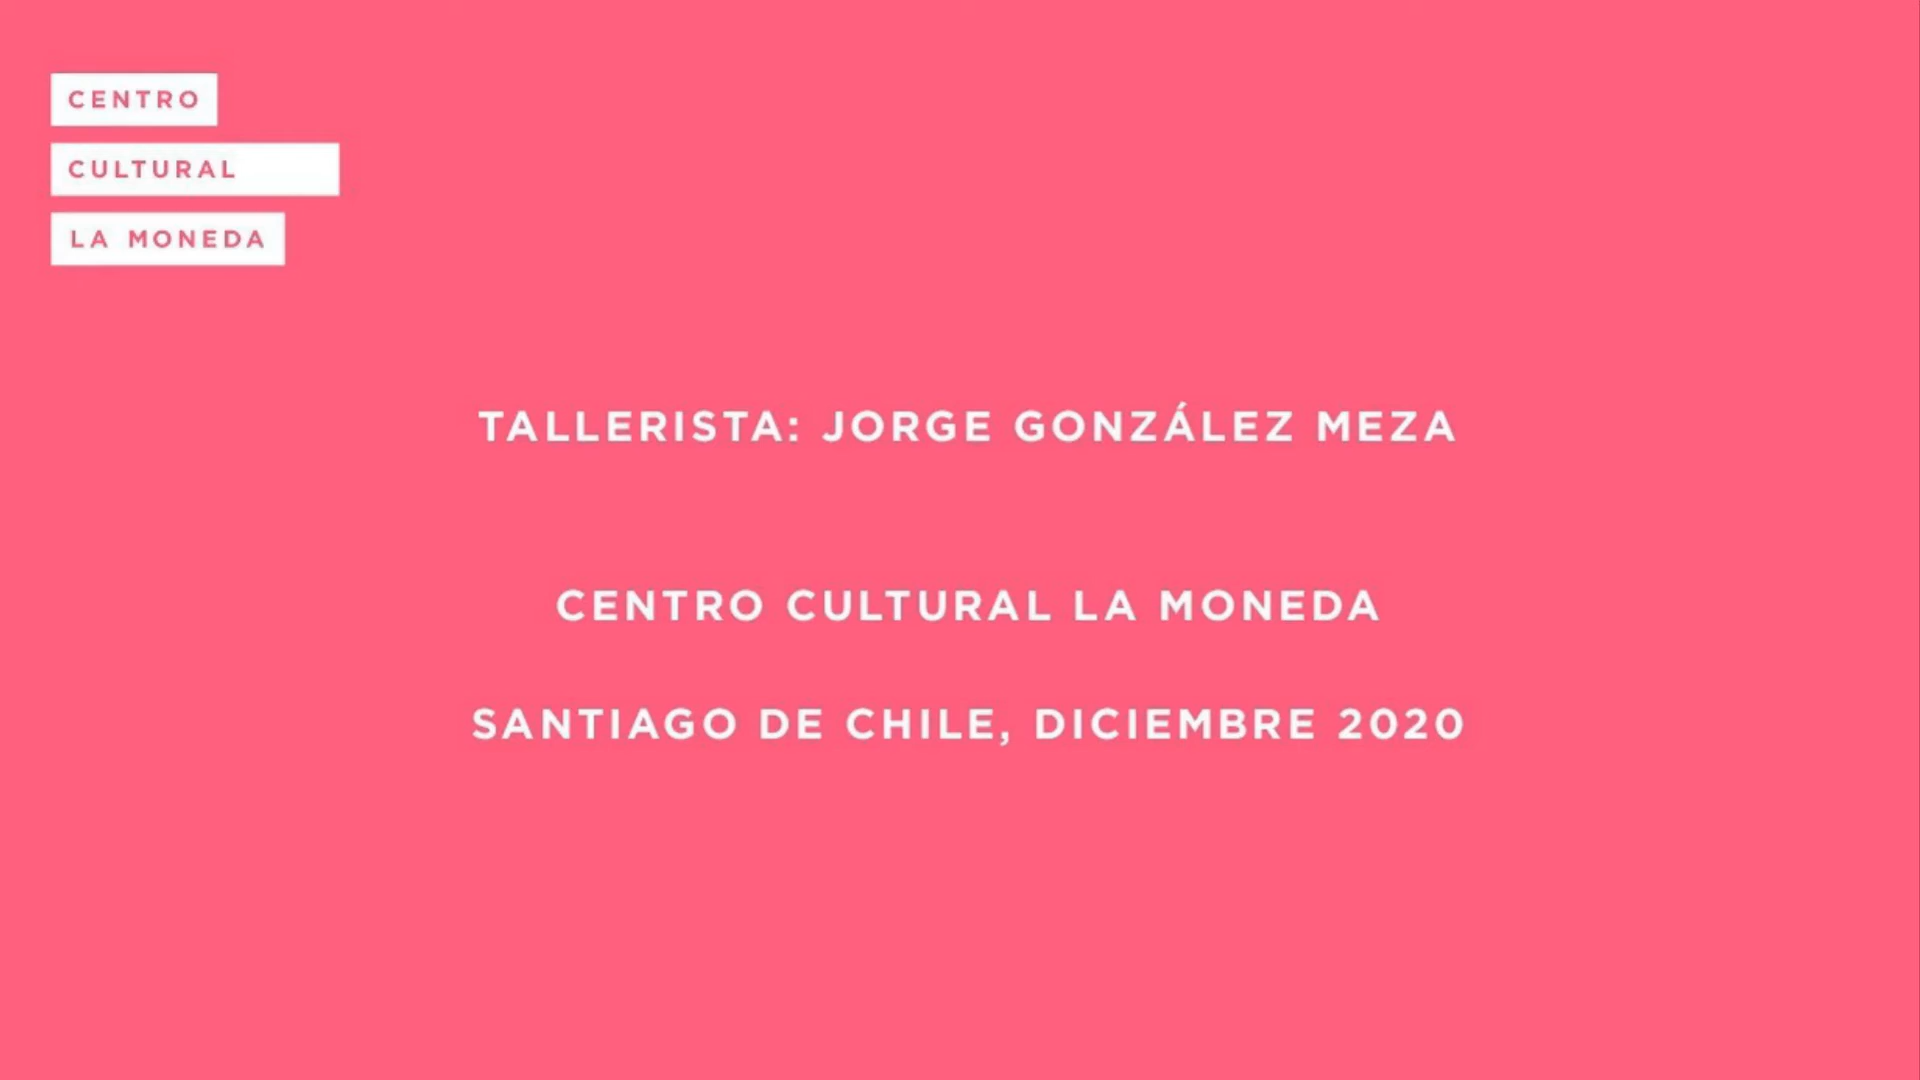 CENTRO
CULTURAL
LA MONEDA
TALLERISTA: JORGE GONZÁLEZ MEZA
CENTRO CULTURAL LA MONEDA
SANTIAGO DE CHILE, DICIEMBRE 2020